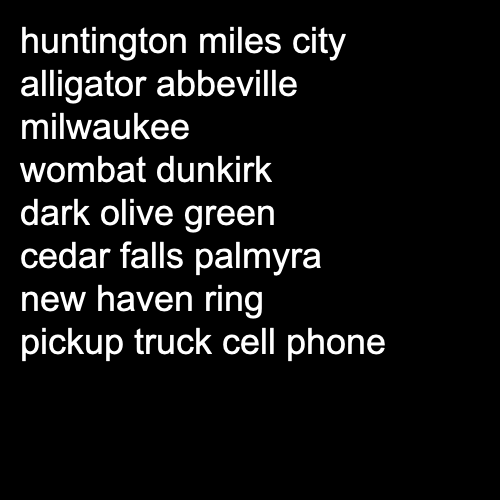 huntington miles city
alligator abbeville
milwaukee
wombat dunkirk
dark olive green
cedar falls palmyra
new haven ring
pickup truck cell phone